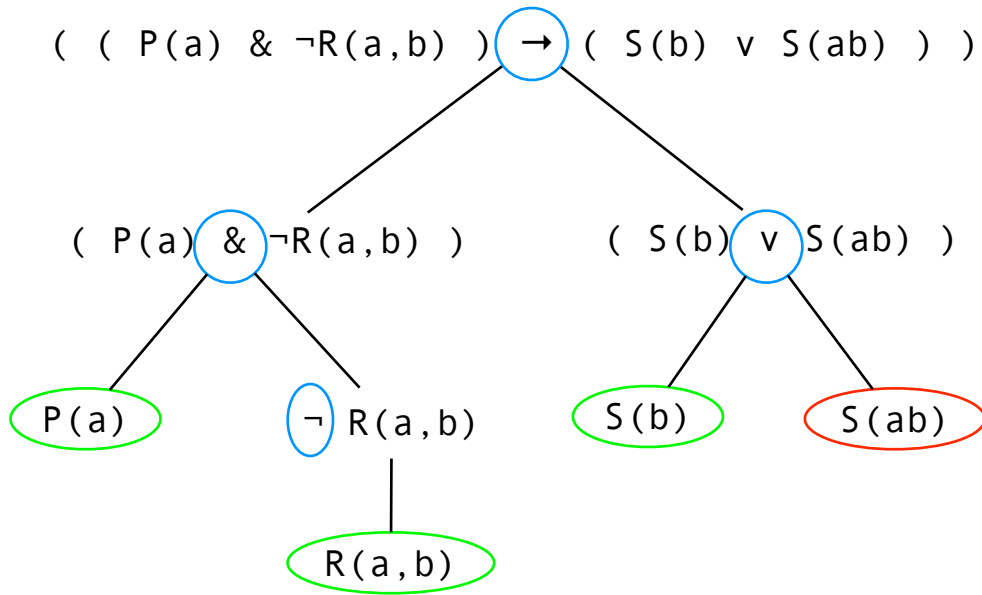 ( ( P(a) & ¬R(a,b) ) → ( S(b) v S(ab) ) )
( P(a) & ¬R(a,b) ) ( S(b) v S(ab) )
P(a) ¬ R(a,b) S(b) S(ab)
R(a,b)